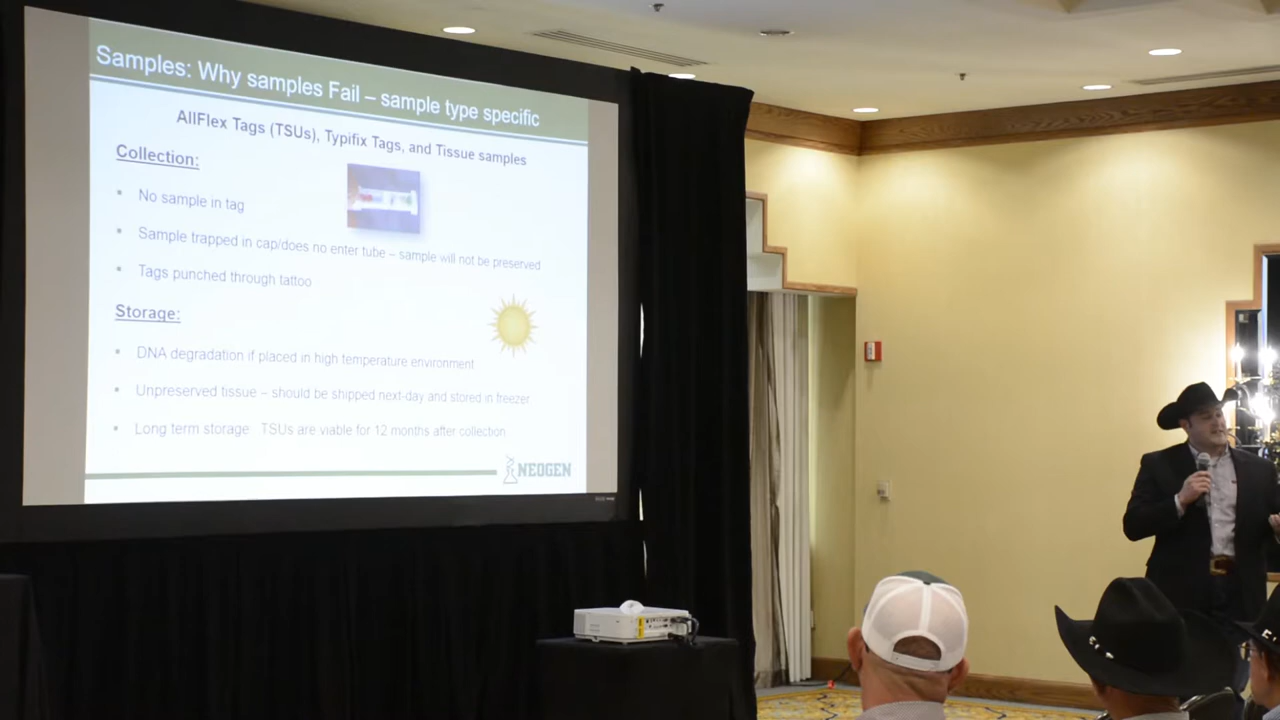 Samples: Why samples Fail – sample type specific
AllFlex Tags (TSUs), Typifix Tags, and Tissue samples
Collection:
▪ No sample in tag
▪ Sample trapped in cap/does no enter tube – sample will not be preserved
▪ Tags punched through tattoo
Storage:
▪ DNA degradation if placed in high temperature environment
▪ Unpreserved tissue – should be shipped next-day and stored in freezer
▪ Long term storage: TSUs are viable for 12 months after collection
NEOGEN